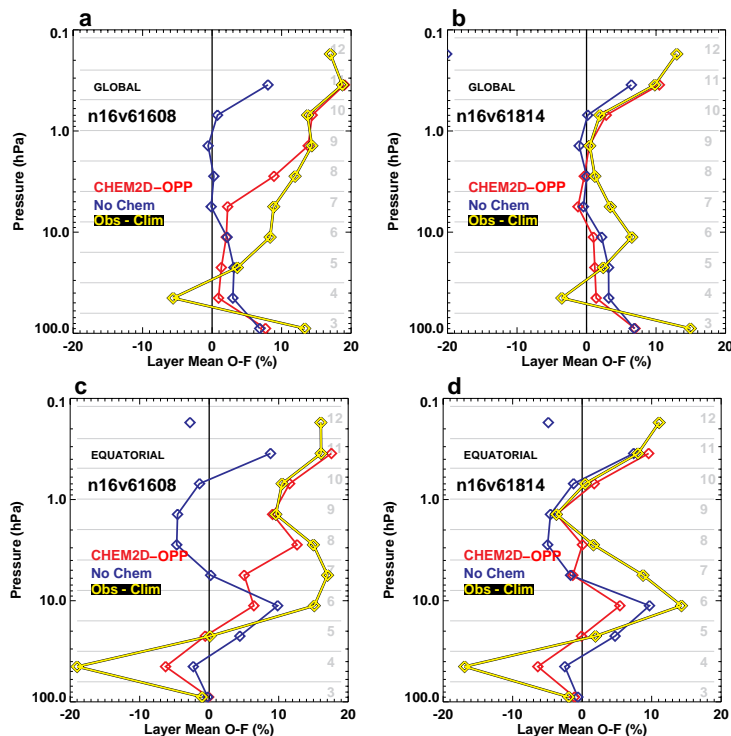 a
0.1
1.0
10.0
100.0
Pressure (hPa)
GLOBAL
n16v61608
CHEM2D–OPP
No Chem
Obs - Clim
12
11
10
9
8
7
6
5
4
3
-20
-10
0
10
20
Layer Mean O-F (%)
b
0.1
1.0
10.0
100.0
Pressure (hPa)
GLOBAL
n16v61814
CHEM2D–OPP
No Chem
Obs - Clim
12
11
10
9
8
7
6
5
4
3
-20
-10
0
10
20
Layer Mean O-F (%)
c
0.1
1.0
10.0
100.0
Pressure (hPa)
EQUATORIAL
n16v61608
CHEM2D–OPP
No Chem
Obs - Clim
12
11
10
9
8
7
6
5
4
3
-20
-10
0
10
20
Layer Mean O-F (%)
d
0.1
1.0
10.0
100.0
Pressure (hPa)
EQUATORIAL
n16v61814
CHEM2D–OPP
No Chem
Obs - Clim
12
11
10
9
8
7
6
5
4
3
-20
-10
0
10
20
Layer Mean O-F (%)